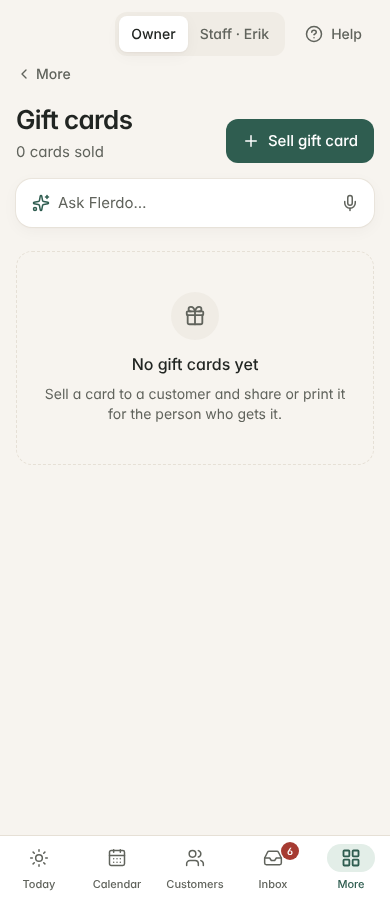 Owner
Staff · Erik
Help
More
Gift cards
0 cards sold
Sell gift card
Ask Flerdo...
No gift cards yet
Sell a card to a customer and share or print it
for the person who gets it.
6
Today
Calendar
Customers
Inbox
More